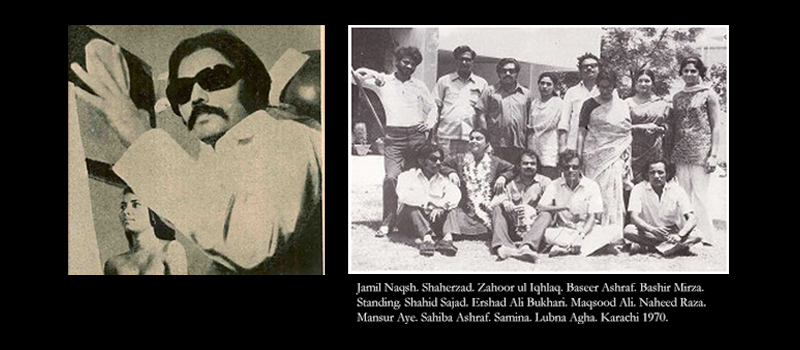 Jamil Naqsh. Shaherzad. Zahoor ul Iqhlaq. Baseer Ashraf. Bashir Mirza.
Standing. Shahid Sajad. Ershad Ali Bukhari. Maqsood Ali. Naheed Raza.
Mansur Aye. Sahiba Ashraf. Samina. Lubna Agha. Karachi 1970.